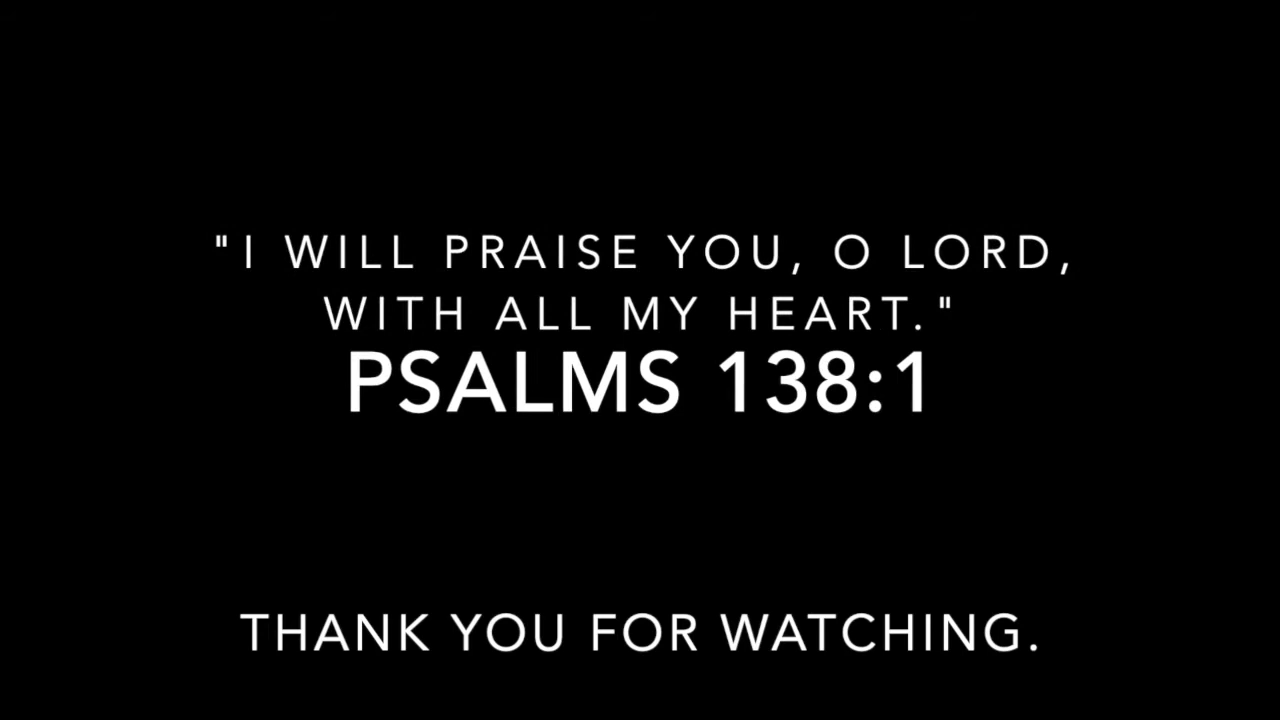 "I WILL PRAISE YOU, O LORD,
WITH ALL MY HEART."
PSALMS 138:1
THANK YOU FOR WATCHING.